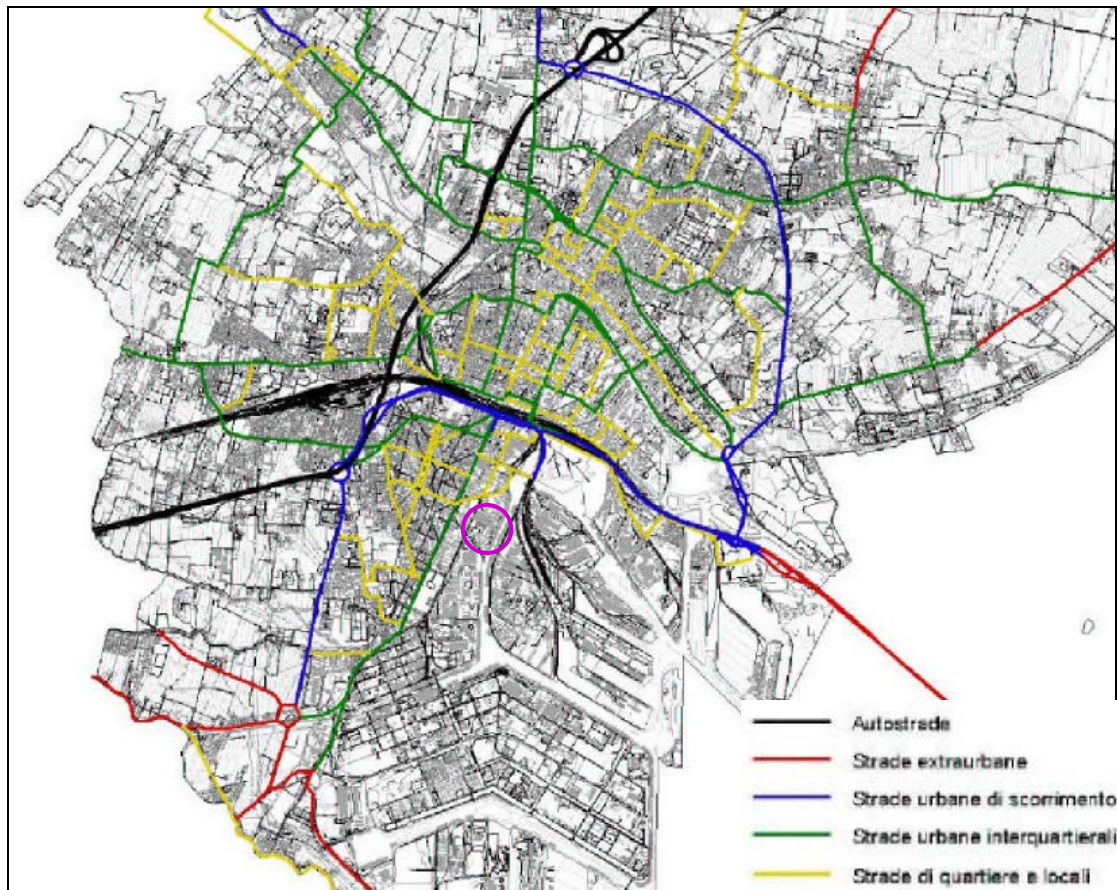 Autostrade
Strade extraurbane
Strade urbane di scorrimento
Strade urbane interquartierali
Strade di quartiere e locali